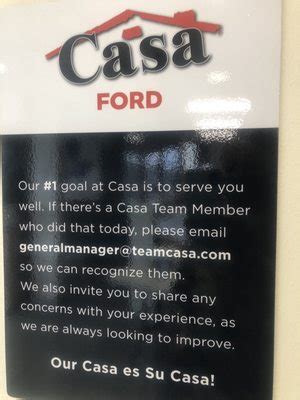 Casa
FORD
Our #1 goal at Casa is to serve you
well. If there's a Casa Team Member
who did that today, please email
generalmanager@teamcasa.com
so we can recognize them.
We also invite you to share any
concerns with your experience, as
we are always looking to improve.
Our Casa es Su Casa!